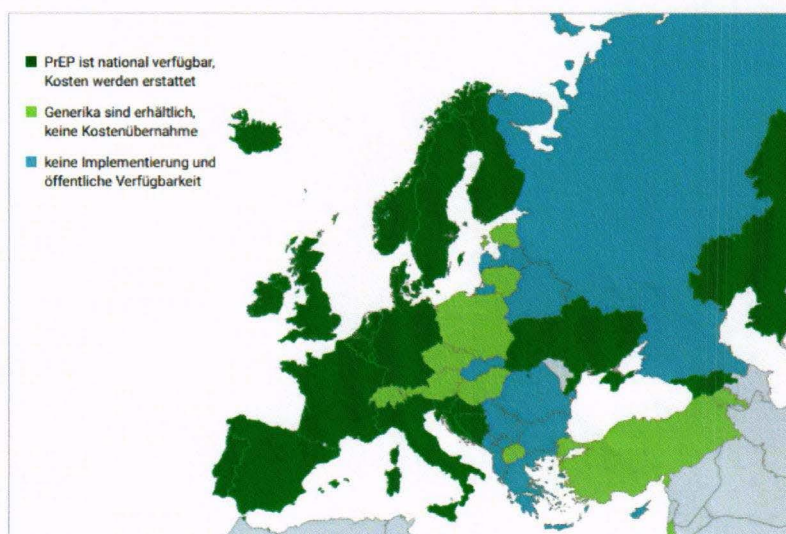 PrEP ist national verfügbar,
Kosten werden erstattet
Generika sind erhältlich,
keine Kostenübernahme
keine Implementierung und
öffentliche Verfügbarkeit